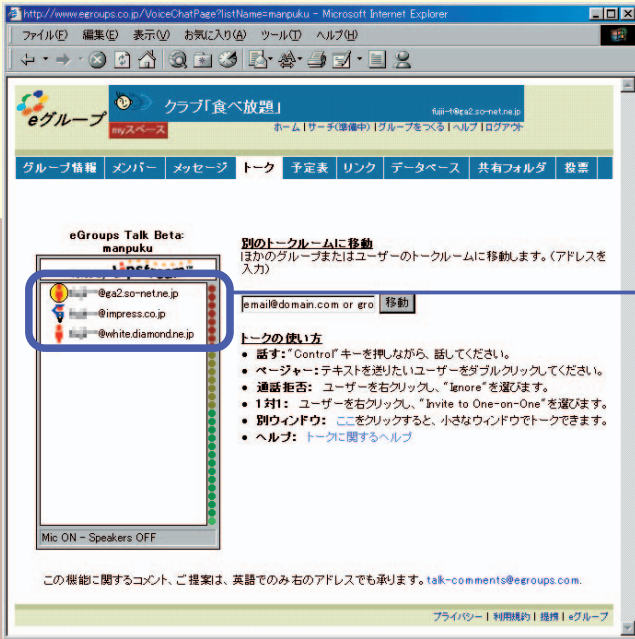 http://www.egroups.co.jp/VoiceChatPage?listName=manpuku - Microsoft Internet Explorer
ファイル(F) 編集(E) 表示(V) お気に入り(A) ツール(T) ヘルプ(H)
eグループ
myスペース
クラブ「食べ放題」
fujii-t@ga2.so-net.ne.jp
ホーム | サーチ(準備中) | グループをつくる | ヘルプ | ログアウト
グループ情報 メンバー メッセージ トーク 予定表 リンク データベース 共有フォルダ 投票
eGroups Talk Beta:
manpuku
@ga2.so-net.ne.jp
@impress.co.jp
@white.diamond.ne.jp
Mic ON - Speakers OFF
別のトークルームに移動
ほかのグループまたはユーザーのトークルームに移動します。(アドレスを
入力)
email@domain.com or gro 移動
トークの使い方
• 話す:"Control"キーを押しながら、話してください。
• ページャー:テキストを送りたいユーザーをダブルクリックしてください。
• 通話拒否: ユーザーを右クリックし、"Ignore"を選びます。
• 1対1: ユーザーを右クリックし、"Invite to One-on-One"を選びます。
• 別ウィンドウ: ここをクリックすると、小さなウィンドウでトークできます。
• ヘルプ: トークに関するヘルプ
この機能に関するコメント、ご提案は、英語でのみ右のアドレスでも承ります。talk-comments@egroups.com.
プライバシー | 利用規約 | 提携 | eグループ